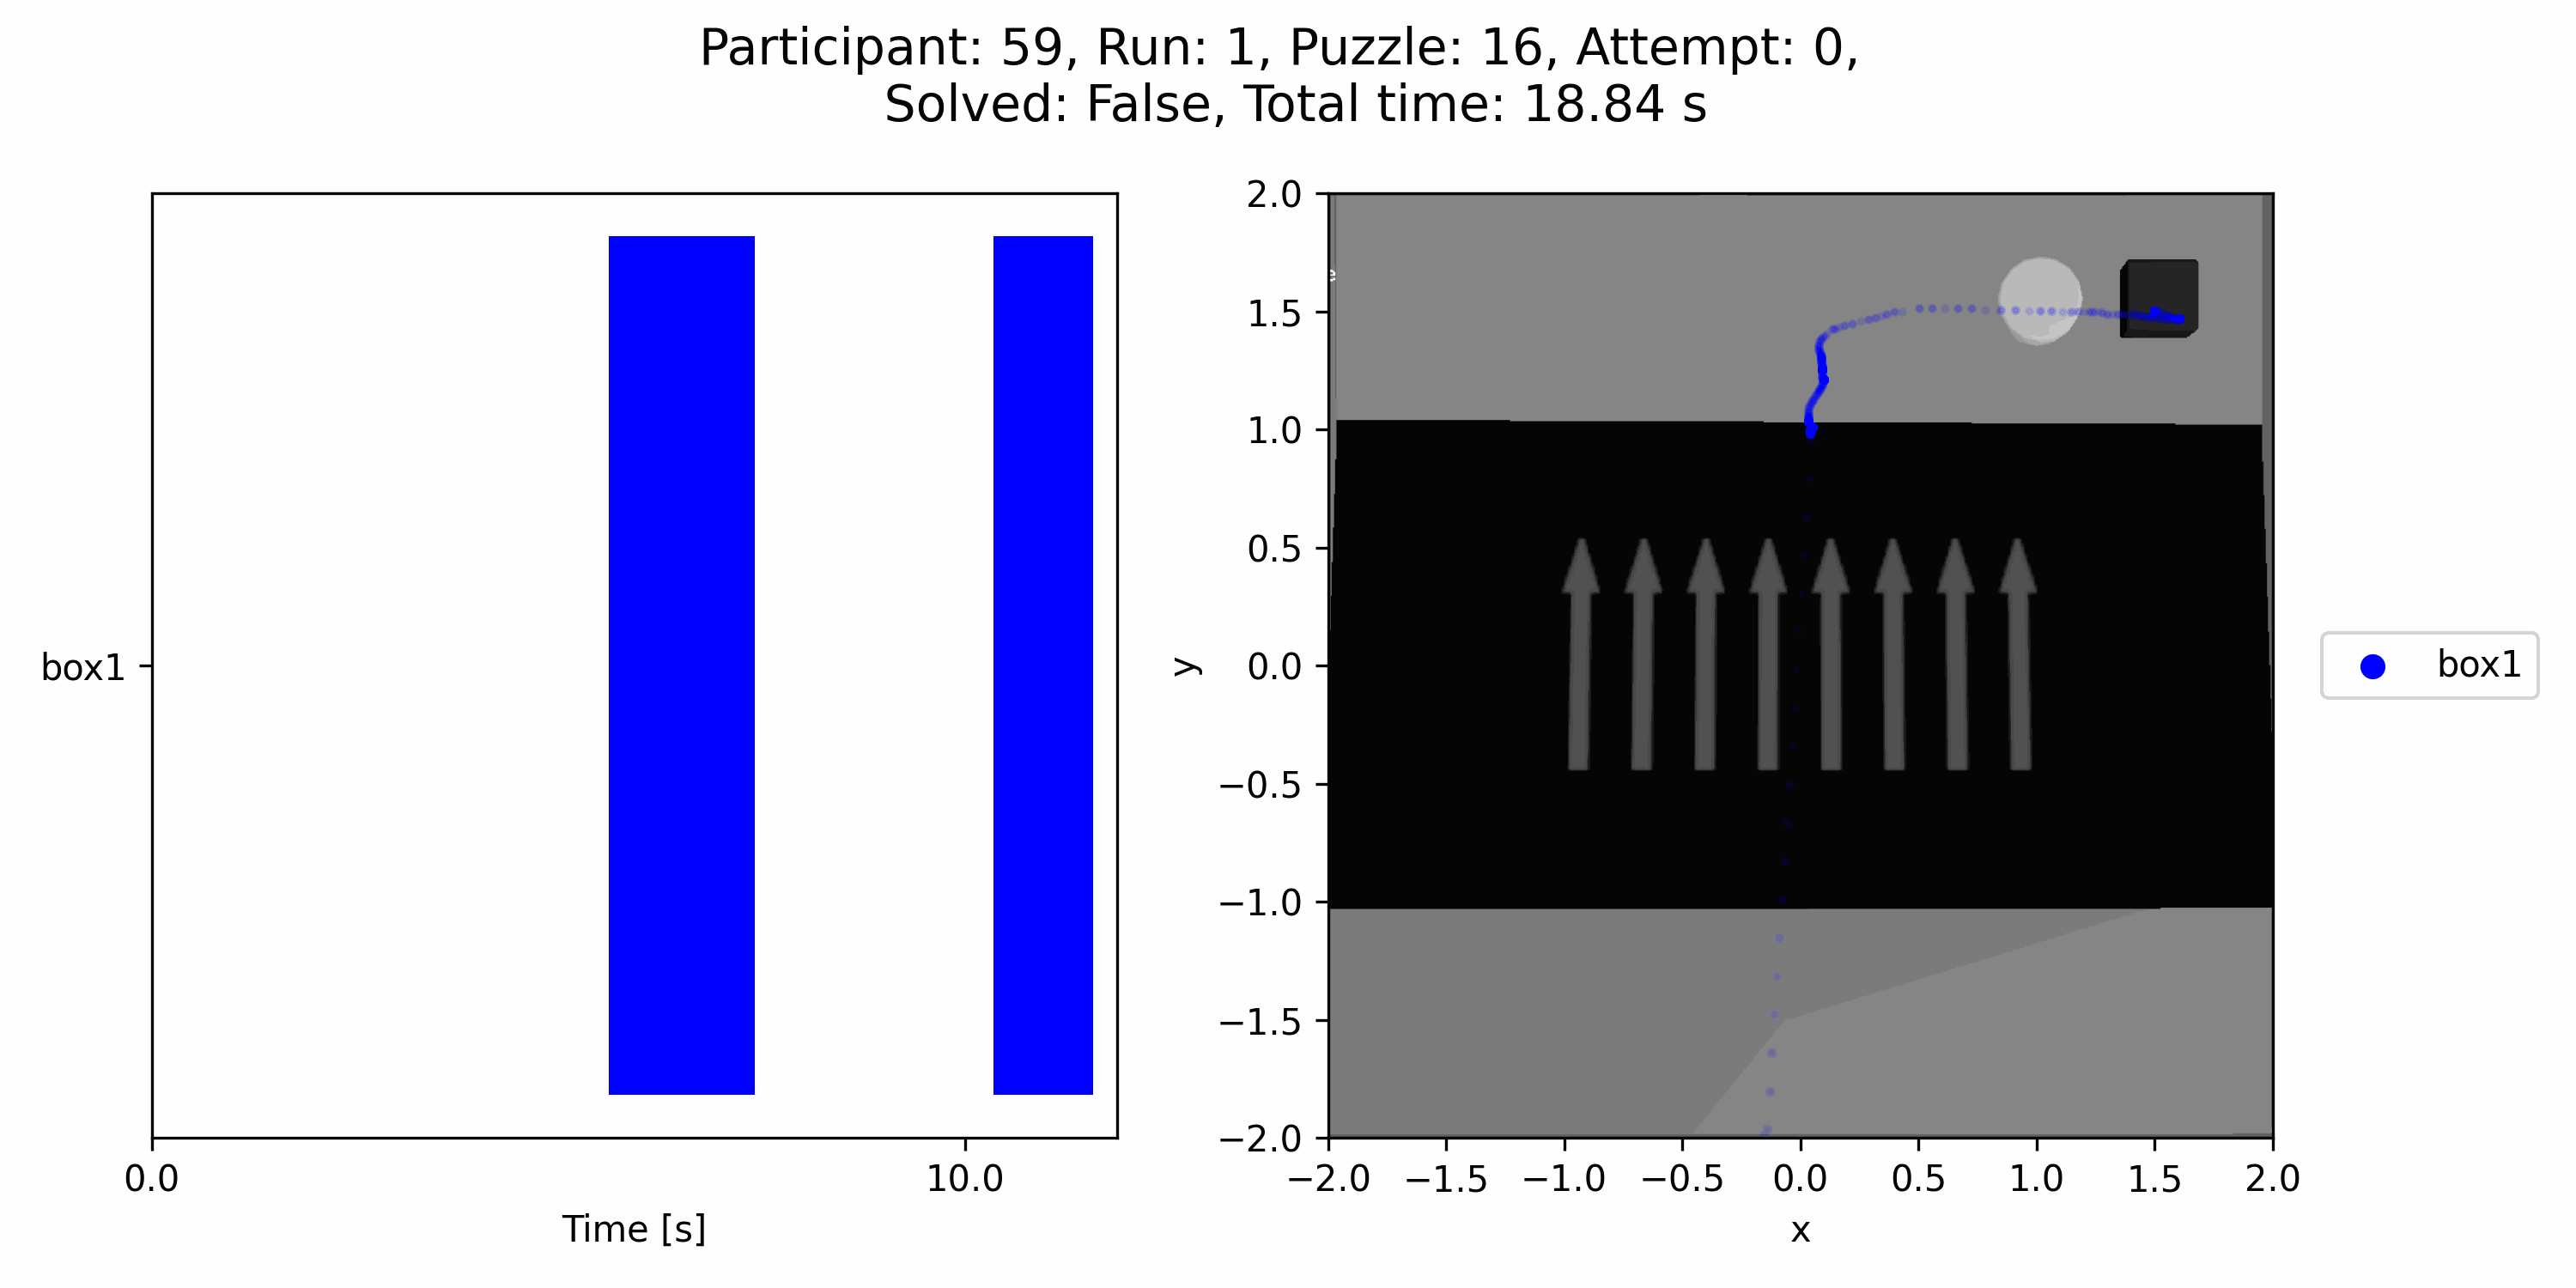 Participant: 59, Run: 1, Puzzle: 16, Attempt: 0,
Solved: False, Total time: 18.84 s
box1
0.0
10.0
Time [s]
2.0
1.5
1.0
0.5
0.0
−0.5
−1.0
−1.5
−2.0
y
−2.0
−1.5
−1.0
−0.5
0.0
0.5
1.0
1.5
2.0
x
e
box1